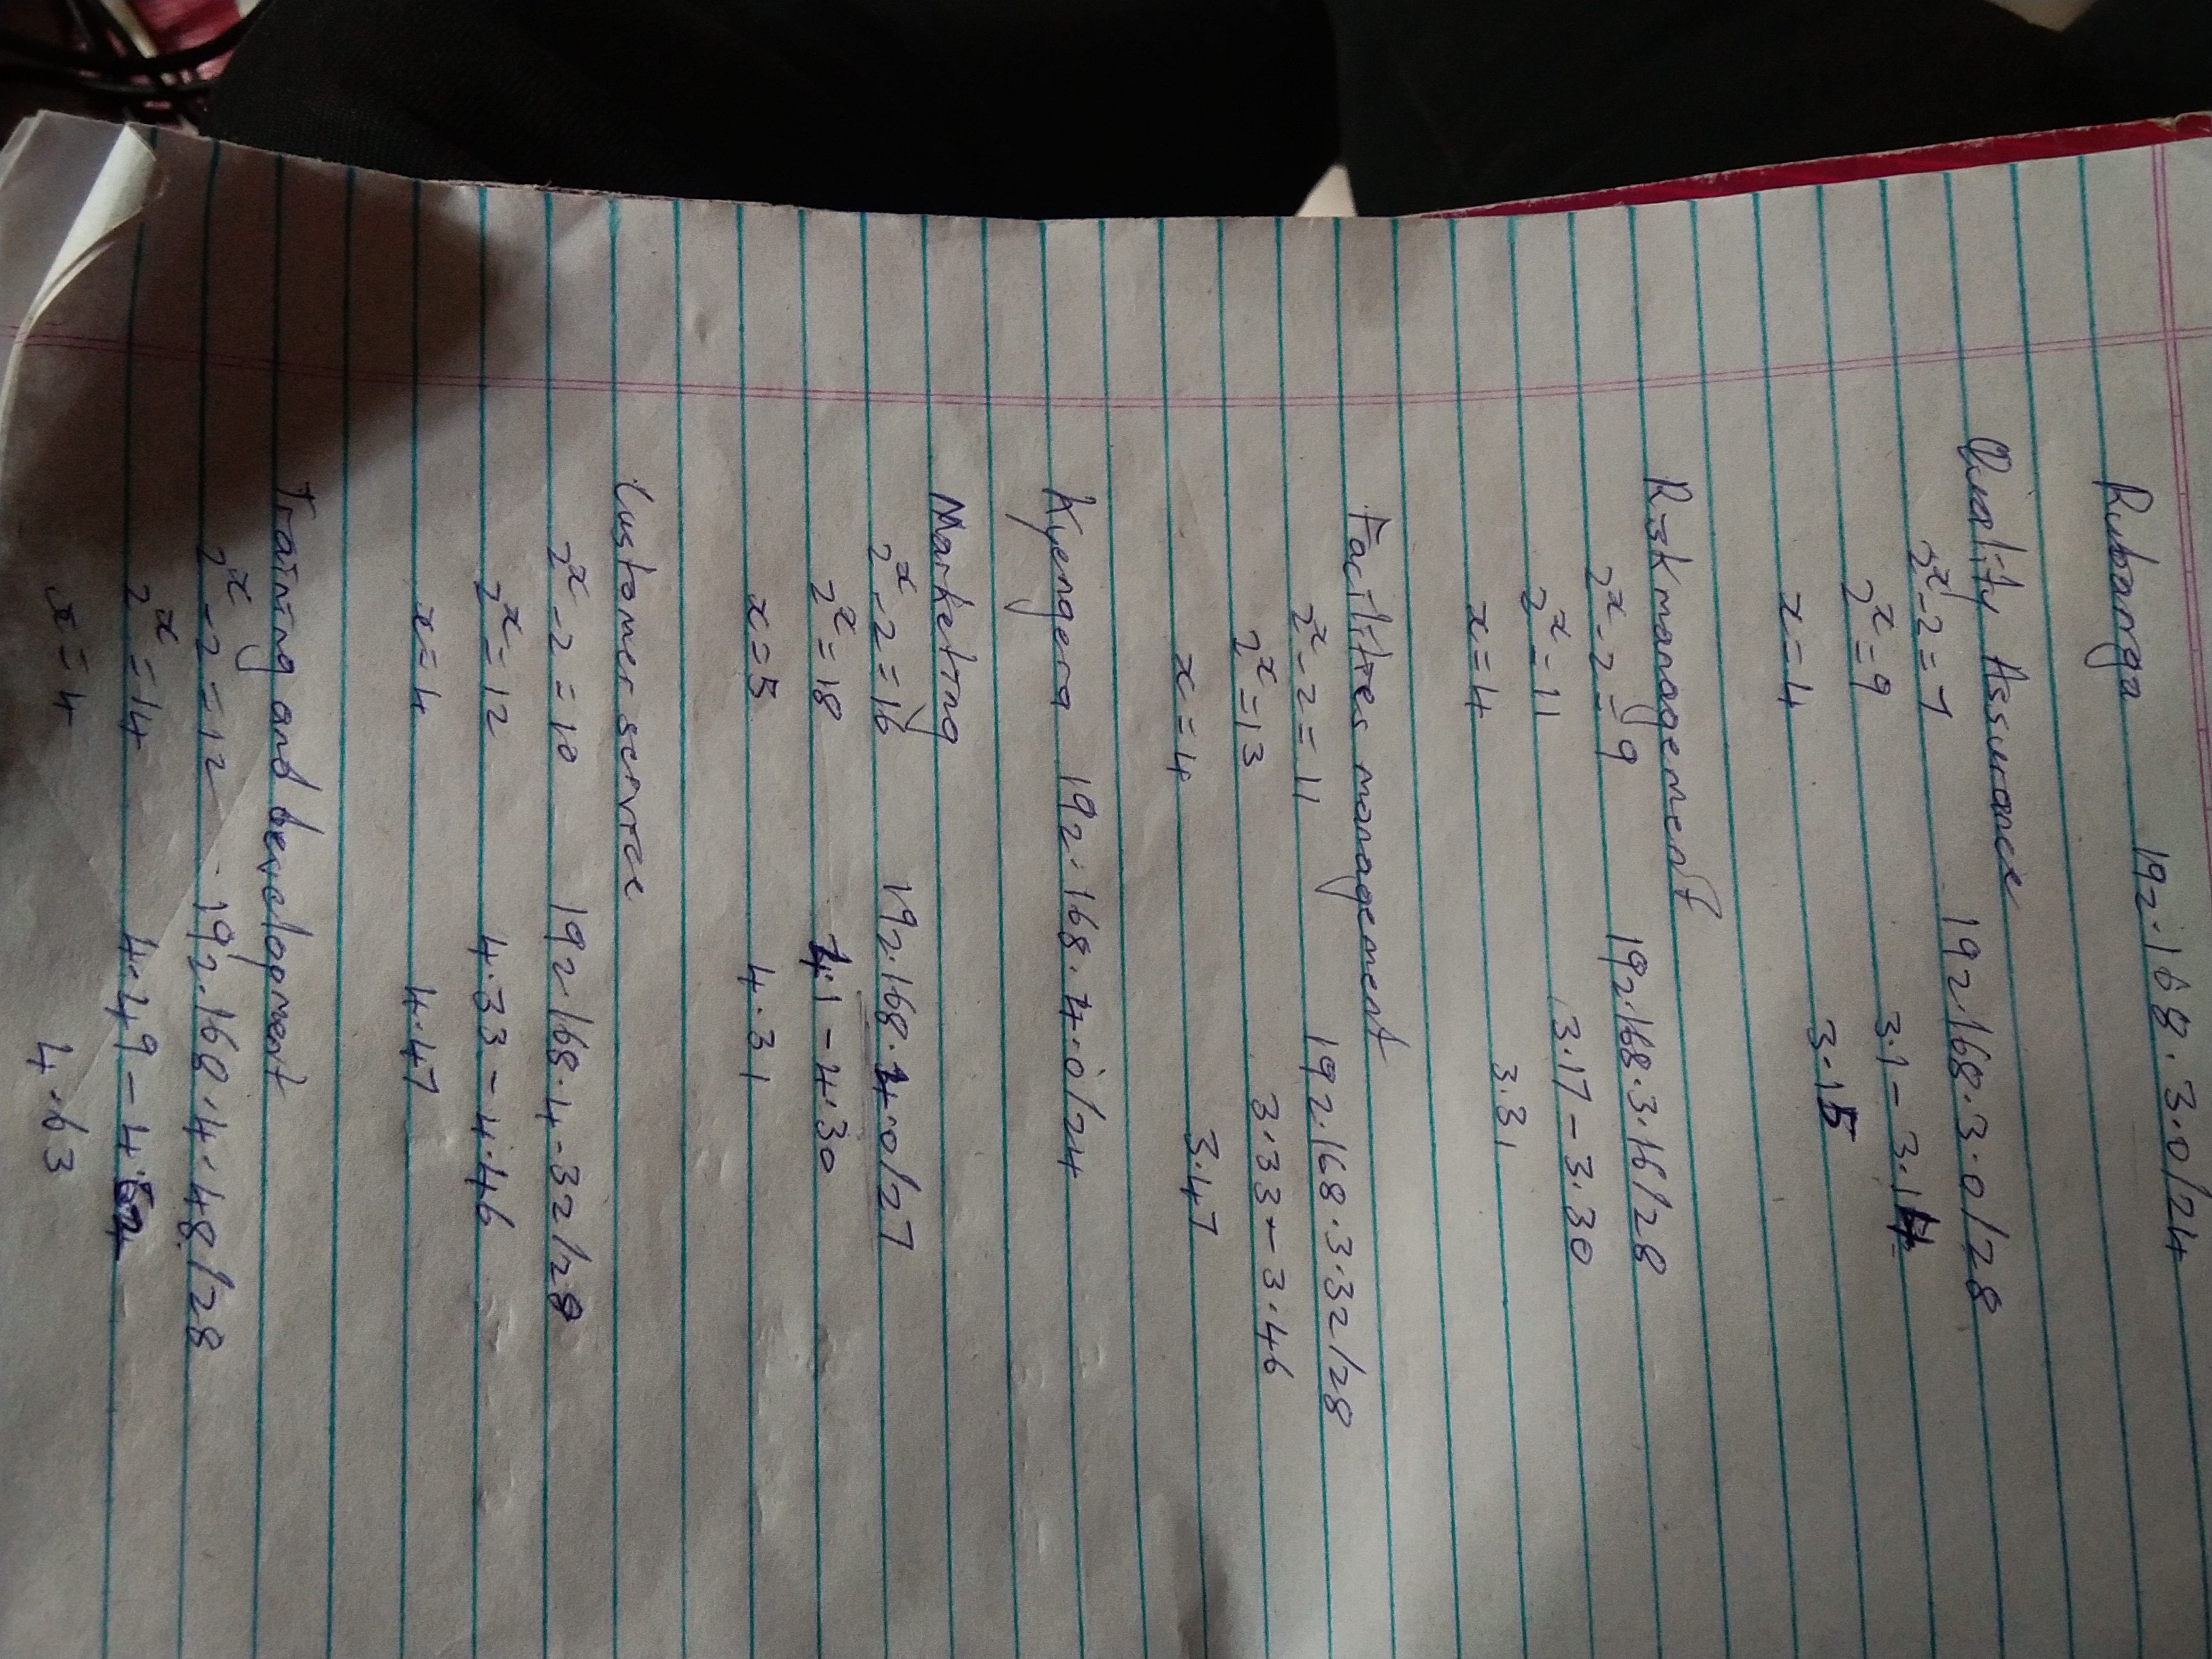 Rubanga 192.168.3.0/24
Quality Assurance
2^x-2=7 192.168.3.0/28
2^x=9 3.1-3.14
x=4 3.15
Risk management
2^x-2=9 192.168.3.16/28
2^x=11 3.17-3.30
x=4 3.31
Facilities management
2^x-2=11 192.168.3.32/28
2^x=13 3.33-3.46
x=4 3.47
Kyengera 192.168.4.0/24
Marketing
2^x-2=16 192.168.4.0/27
2^x=18 4.1-4.30
x=5 4.31
Customer service
2^x-2=10 192.168.4.32/28
2^x=12 4.33-4.46
x=4 4.47
Training and development
2^x-2=12 192.168.4.48/28
2^x=14 4.49-4.62
x=4 4.63